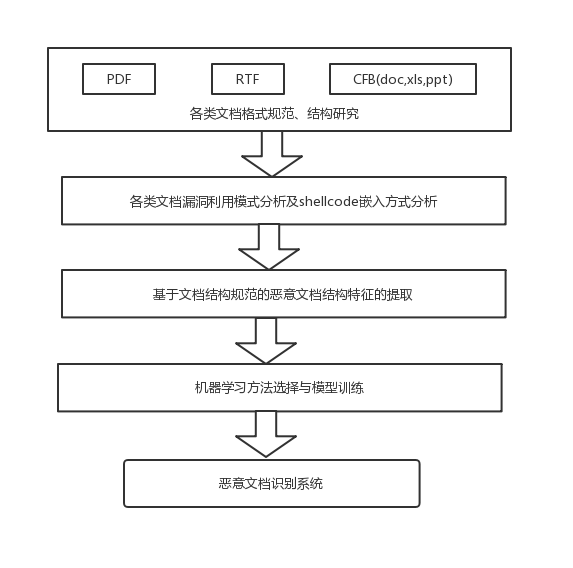 PDF RTF CFB(doc,xls,ppt)
各类文档格式规范、结构研究
各类文档漏洞利用模式分析及shellcode嵌入方式分析
基于文档结构规范的恶意文档结构特征的提取
机器学习方法选择与模型训练
恶意文档识别系统